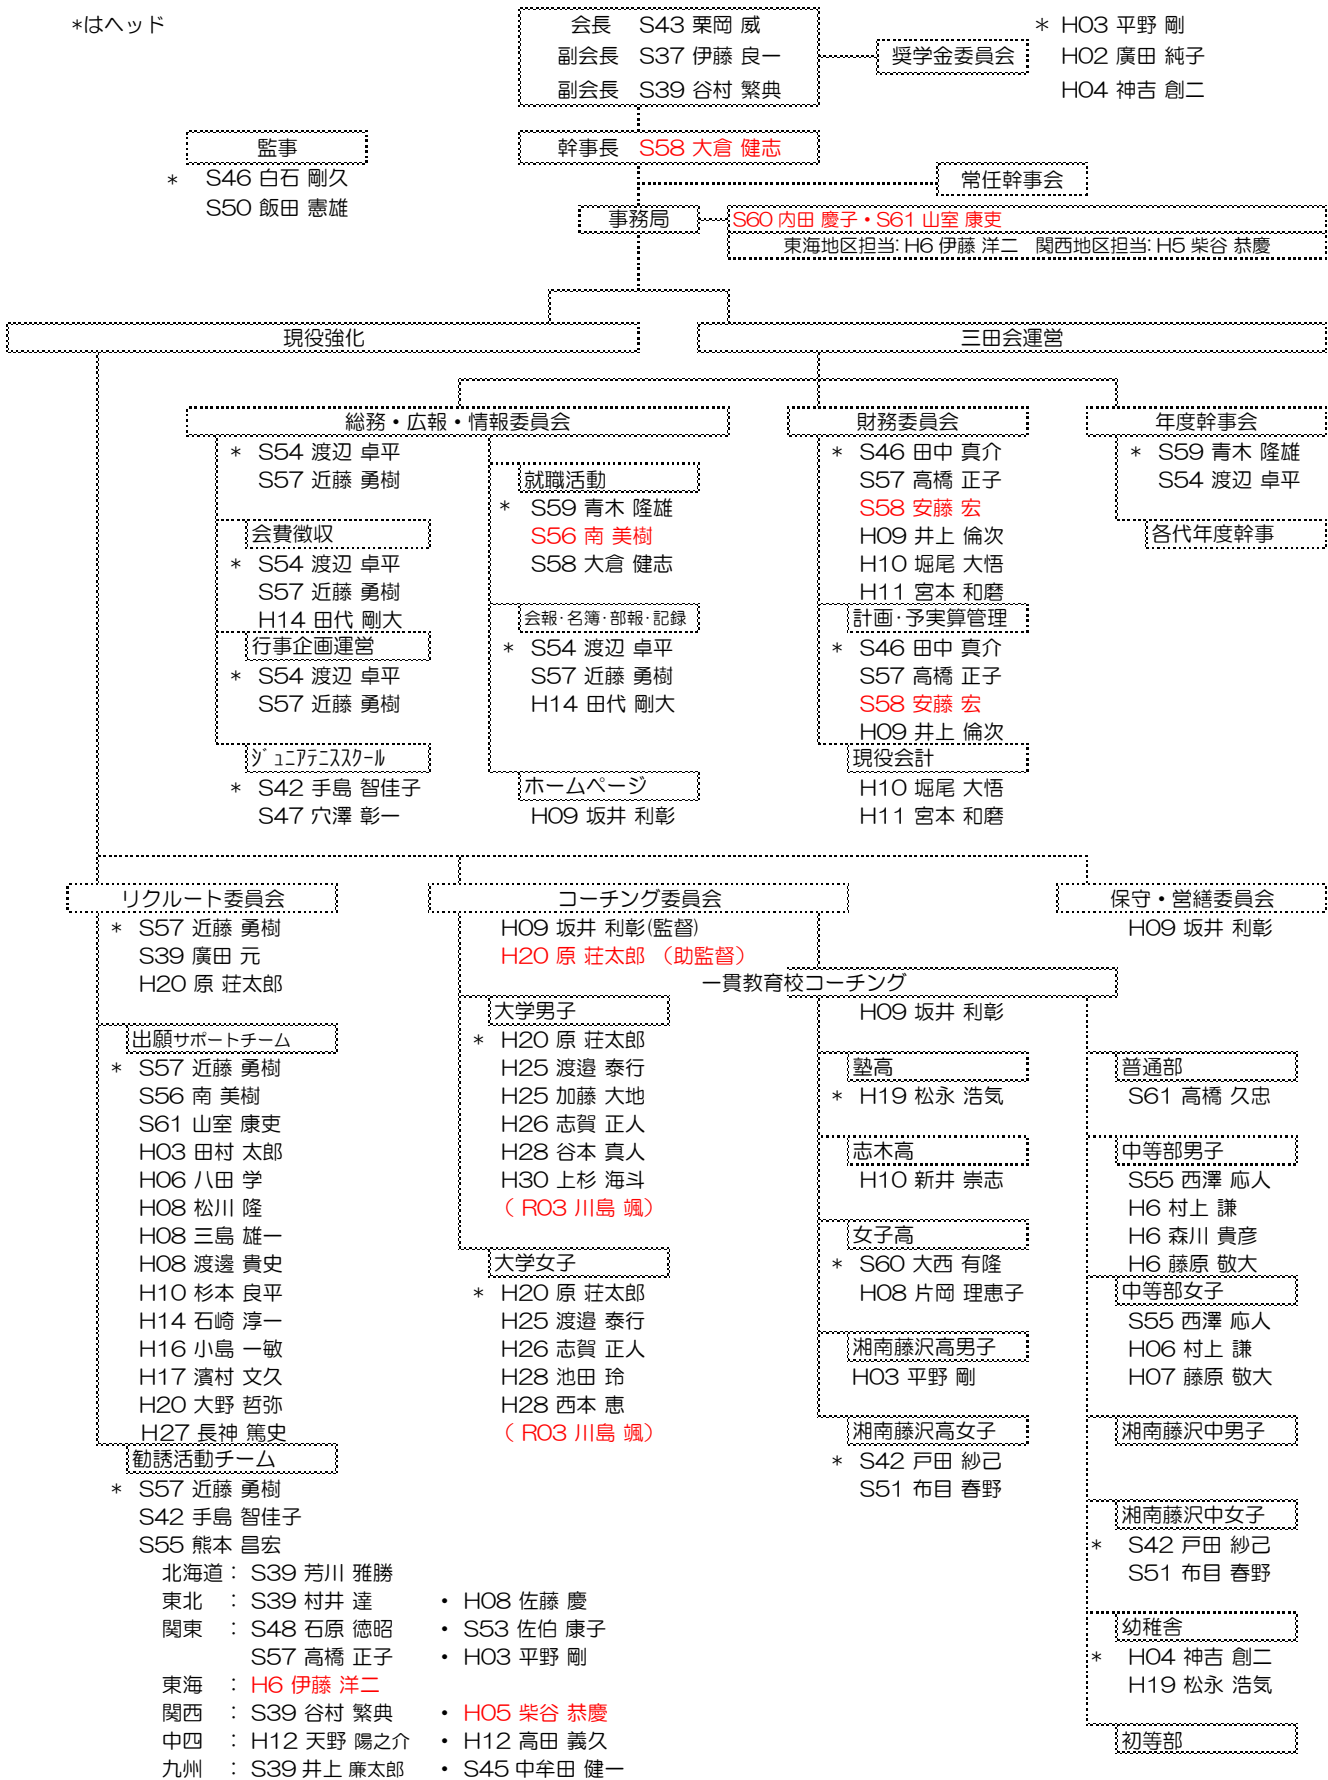 *はヘッド
会長 S43 栗岡 威
副会長 S37 伊藤 良一
副会長 S39 谷村 繁典
奨学金委員会
* H03 平野 剛
H02 廣田 純子
H04 神吉 創二
監事
* S46 白石 剛久
S50 飯田 憲雄
幹事長 S58 大倉 健志
常任幹事会
事務局
S60 内田 慶子・S61 山室 康吏
東海地区担当: H6 伊藤 洋二 関西地区担当: H5 柴谷 恭慶
現役強化
三田会運営
総務・広報・情報委員会
* S54 渡辺 卓平
S57 近藤 勇樹
会費徴収
* S54 渡辺 卓平
S57 近藤 勇樹
H14 田代 剛大
行事企画運営
* S54 渡辺 卓平
S57 近藤 勇樹
ｼﾞｭﾆｱﾃﾆｽｽｸｰﾙ
* S42 手島 智佳子
S47 穴澤 彰一
就職活動
* S59 青木 隆雄
S56 南 美樹
S58 大倉 健志
会報・名簿・部報・記録
* S54 渡辺 卓平
S57 近藤 勇樹
H14 田代 剛大
ホームページ
H09 坂井 利彰
財務委員会
* S46 田中 真介
S57 高橋 正子
S58 安藤 宏
H09 井上 倫次
H10 堀尾 大悟
H11 宮本 和磨
計画・予実算管理
* S46 田中 真介
S57 高橋 正子
S58 安藤 宏
H09 井上 倫次
現役会計
H10 堀尾 大悟
H11 宮本 和磨
年度幹事会
* S59 青木 隆雄
S54 渡辺 卓平
各代年度幹事
リクルート委員会
* S57 近藤 勇樹
S39 廣田 元
H20 原 荘太郎
出願サポートチーム
* S57 近藤 勇樹
S56 南 美樹
S61 山室 康吏
H03 田村 太郎
H06 八田 学
H08 松川 隆
H08 三島 雄一
H08 渡邊 貴史
H10 杉本 良平
H14 石崎 淳一
H16 小島 一敏
H17 濱村 文久
H20 大野 哲弥
H27 長神 篤史
勧誘活動チーム
* S57 近藤 勇樹
S42 手島 智佳子
S55 熊本 昌宏
北海道： S39 芳川 雅勝
東北 ： S39 村井 達 ・ H08 佐藤 慶
関東 ： S48 石原 徳昭 ・ S53 佐伯 康子
S57 高橋 正子 ・ H03 平野 剛
東海 ： H6 伊藤 洋二
関西 ： S39 谷村 繁典 ・ H05 柴谷 恭慶
中四 ： H12 天野 陽之介 ・ H12 高田 義久
九州 ： S39 井上 廉太郎 ・ S45 中牟田 健一
コーチング委員会
H09 坂井 利彰(監督)
H20 原 荘太郎 （助監督）
大学男子
* H20 原 荘太郎
H25 渡邉 泰行
H25 加藤 大地
H26 志賀 正人
H28 谷本 真人
H30 上杉 海斗
（ R03 川島 颯）
大学女子
* H20 原 荘太郎
H25 渡邉 泰行
H26 志賀 正人
H28 池田 玲
H28 西本 恵
（ R03 川島 颯）
一貫教育校コーチング
H09 坂井 利彰
塾高
* H19 松永 浩気
志木高
H10 新井 崇志
女子高
* S60 大西 有隆
H08 片岡 理恵子
湘南藤沢高男子
H03 平野 剛
湘南藤沢高女子
* S42 戸田 紗己
S51 布目 春野
保守・営繕委員会
H09 坂井 利彰
普通部
S61 高橋 久忠
中等部男子
S55 西澤 応人
H6 村上 謙
H6 森川 貴彦
H6 藤原 敬大
中等部女子
S55 西澤 応人
H06 村上 謙
H07 藤原 敬大
湘南藤沢中男子
湘南藤沢中女子
* S42 戸田 紗己
S51 布目 春野
幼稚舎
* H04 神吉 創二
H19 松永 浩気
初等部